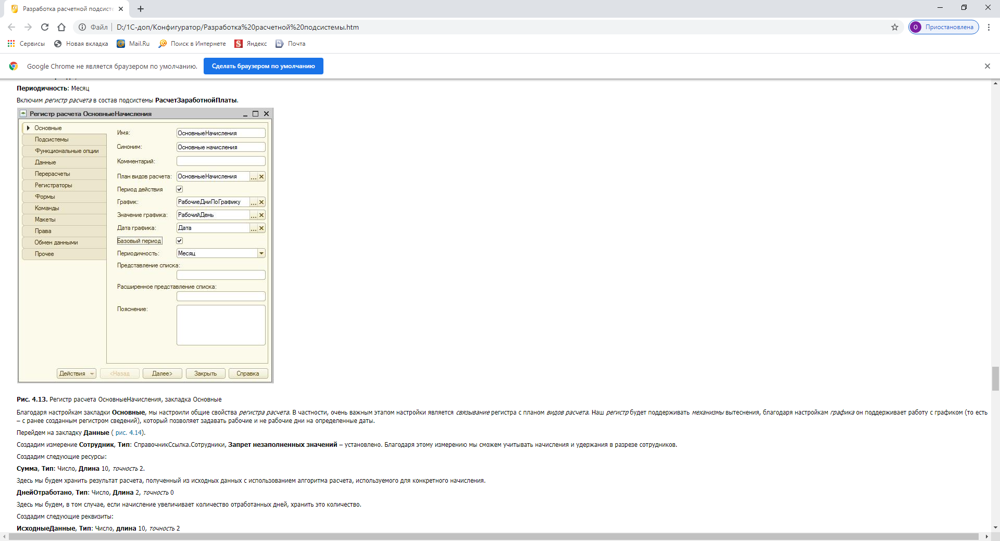 Разработка расчетной подсисте
Файл
D:/1С-доп/Конфигуратор/Разработка%20расчетной%20подсистемы.htm
О
Приостановлена
Сервисы
Новая вкладка
Mail.Ru
Поиск в Интернете
Яндекс
Почта
Google Chrome не является браузером по умолчанию.
Сделать браузером по умолчанию
Периодичность: Месяц
Включим регистр расчета в состав подсистемы РасчетЗаработнойПлаты.
Регистр расчета ОсновныеНачисления
Основные
Подсистемы
Функциональные опции
Данные
Перерасчеты
Регистраторы
Формы
Команды
Макеты
Права
Обмен данными
Прочее
Имя: ОсновныеНачисления
Синоним: Основные начисления
Комментарий:
План видов расчета: ОсновныеНачисления ...
Период действия
График: РабочиеДниПоГрафику ...
Значение графика: РабочийДень ...
Дата графика: Дата ...
Базовый период
Периодичность: Месяц
Представление списка:
Расширенное представление списка:
Пояснение:
Действия <Назад Далее> Закрыть Справка
Рис. 4.13. Регистр расчета ОсновныеНачисления, закладка Основные
Благодаря настройкам закладки Основные, мы настроили общие свойства регистра расчета. В частности, очень важным этапом настройки является связывание регистра с планом видов расчета. Наш регистр будет поддерживать механизмы вытеснения, благодаря настройкам графика он поддерживает работу с графиком (то есть
– с ранее созданным регистром сведений), который позволяет задавать рабочие и не рабочие дни на определенные даты.
Перейдем на закладку Данные ( рис. 4.14).
Создадим измерение Сотрудник, Тип: СправочникСсылка.Сотрудники, Запрет незаполненных значений – установлено. Благодаря этому измерению мы сможем учитывать начисления и удержания в разрезе сотрудников.
Создадим следующие ресурсы:
Сумма, Тип: Число, Длина 10, точность 2.
Здесь мы будем хранить результат расчета, полученный из исходных данных с использованием алгоритма расчета, используемого для конкретного начисления.
ДнейОтработано, Тип: Число, Длина 2, точность 0
Здесь мы будем, в том случае, если начисление увеличивает количество отработанных дней, хранить это количество.
Создадим следующие реквизиты:
ИсходныеДанные, Тип: Число, длина 10, точность 2